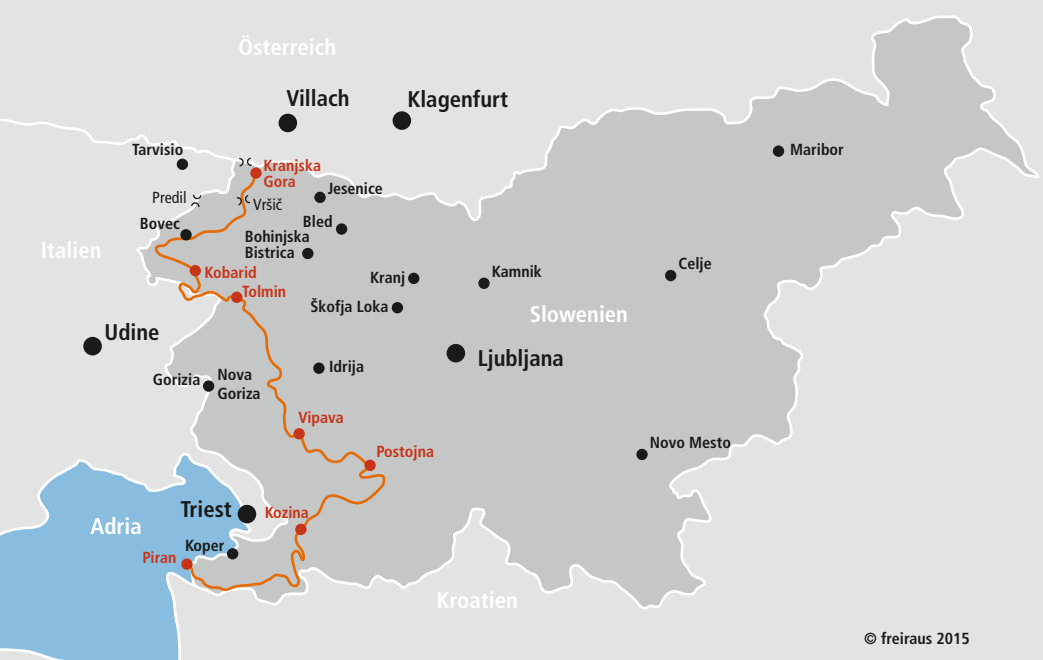 Österreich
Villach
Klagenfurt
Tarvisio
Maribor
Kranjska
Gora
Jesenice
Predil
Vršič
Bovec
Bled
Bohinjska
Bistrica
Italien
Kobarid
Kranj
Kamnik
Celje
Tolmin
Škofja Loka
Slowenien
Udine
Ljubljana
Idrija
Gorizia
Nova
Goriza
Vipava
Postojna
Novo Mesto
Triest
Kozina
Adria
Koper
Piran
Kroatien
© freiraus 2015